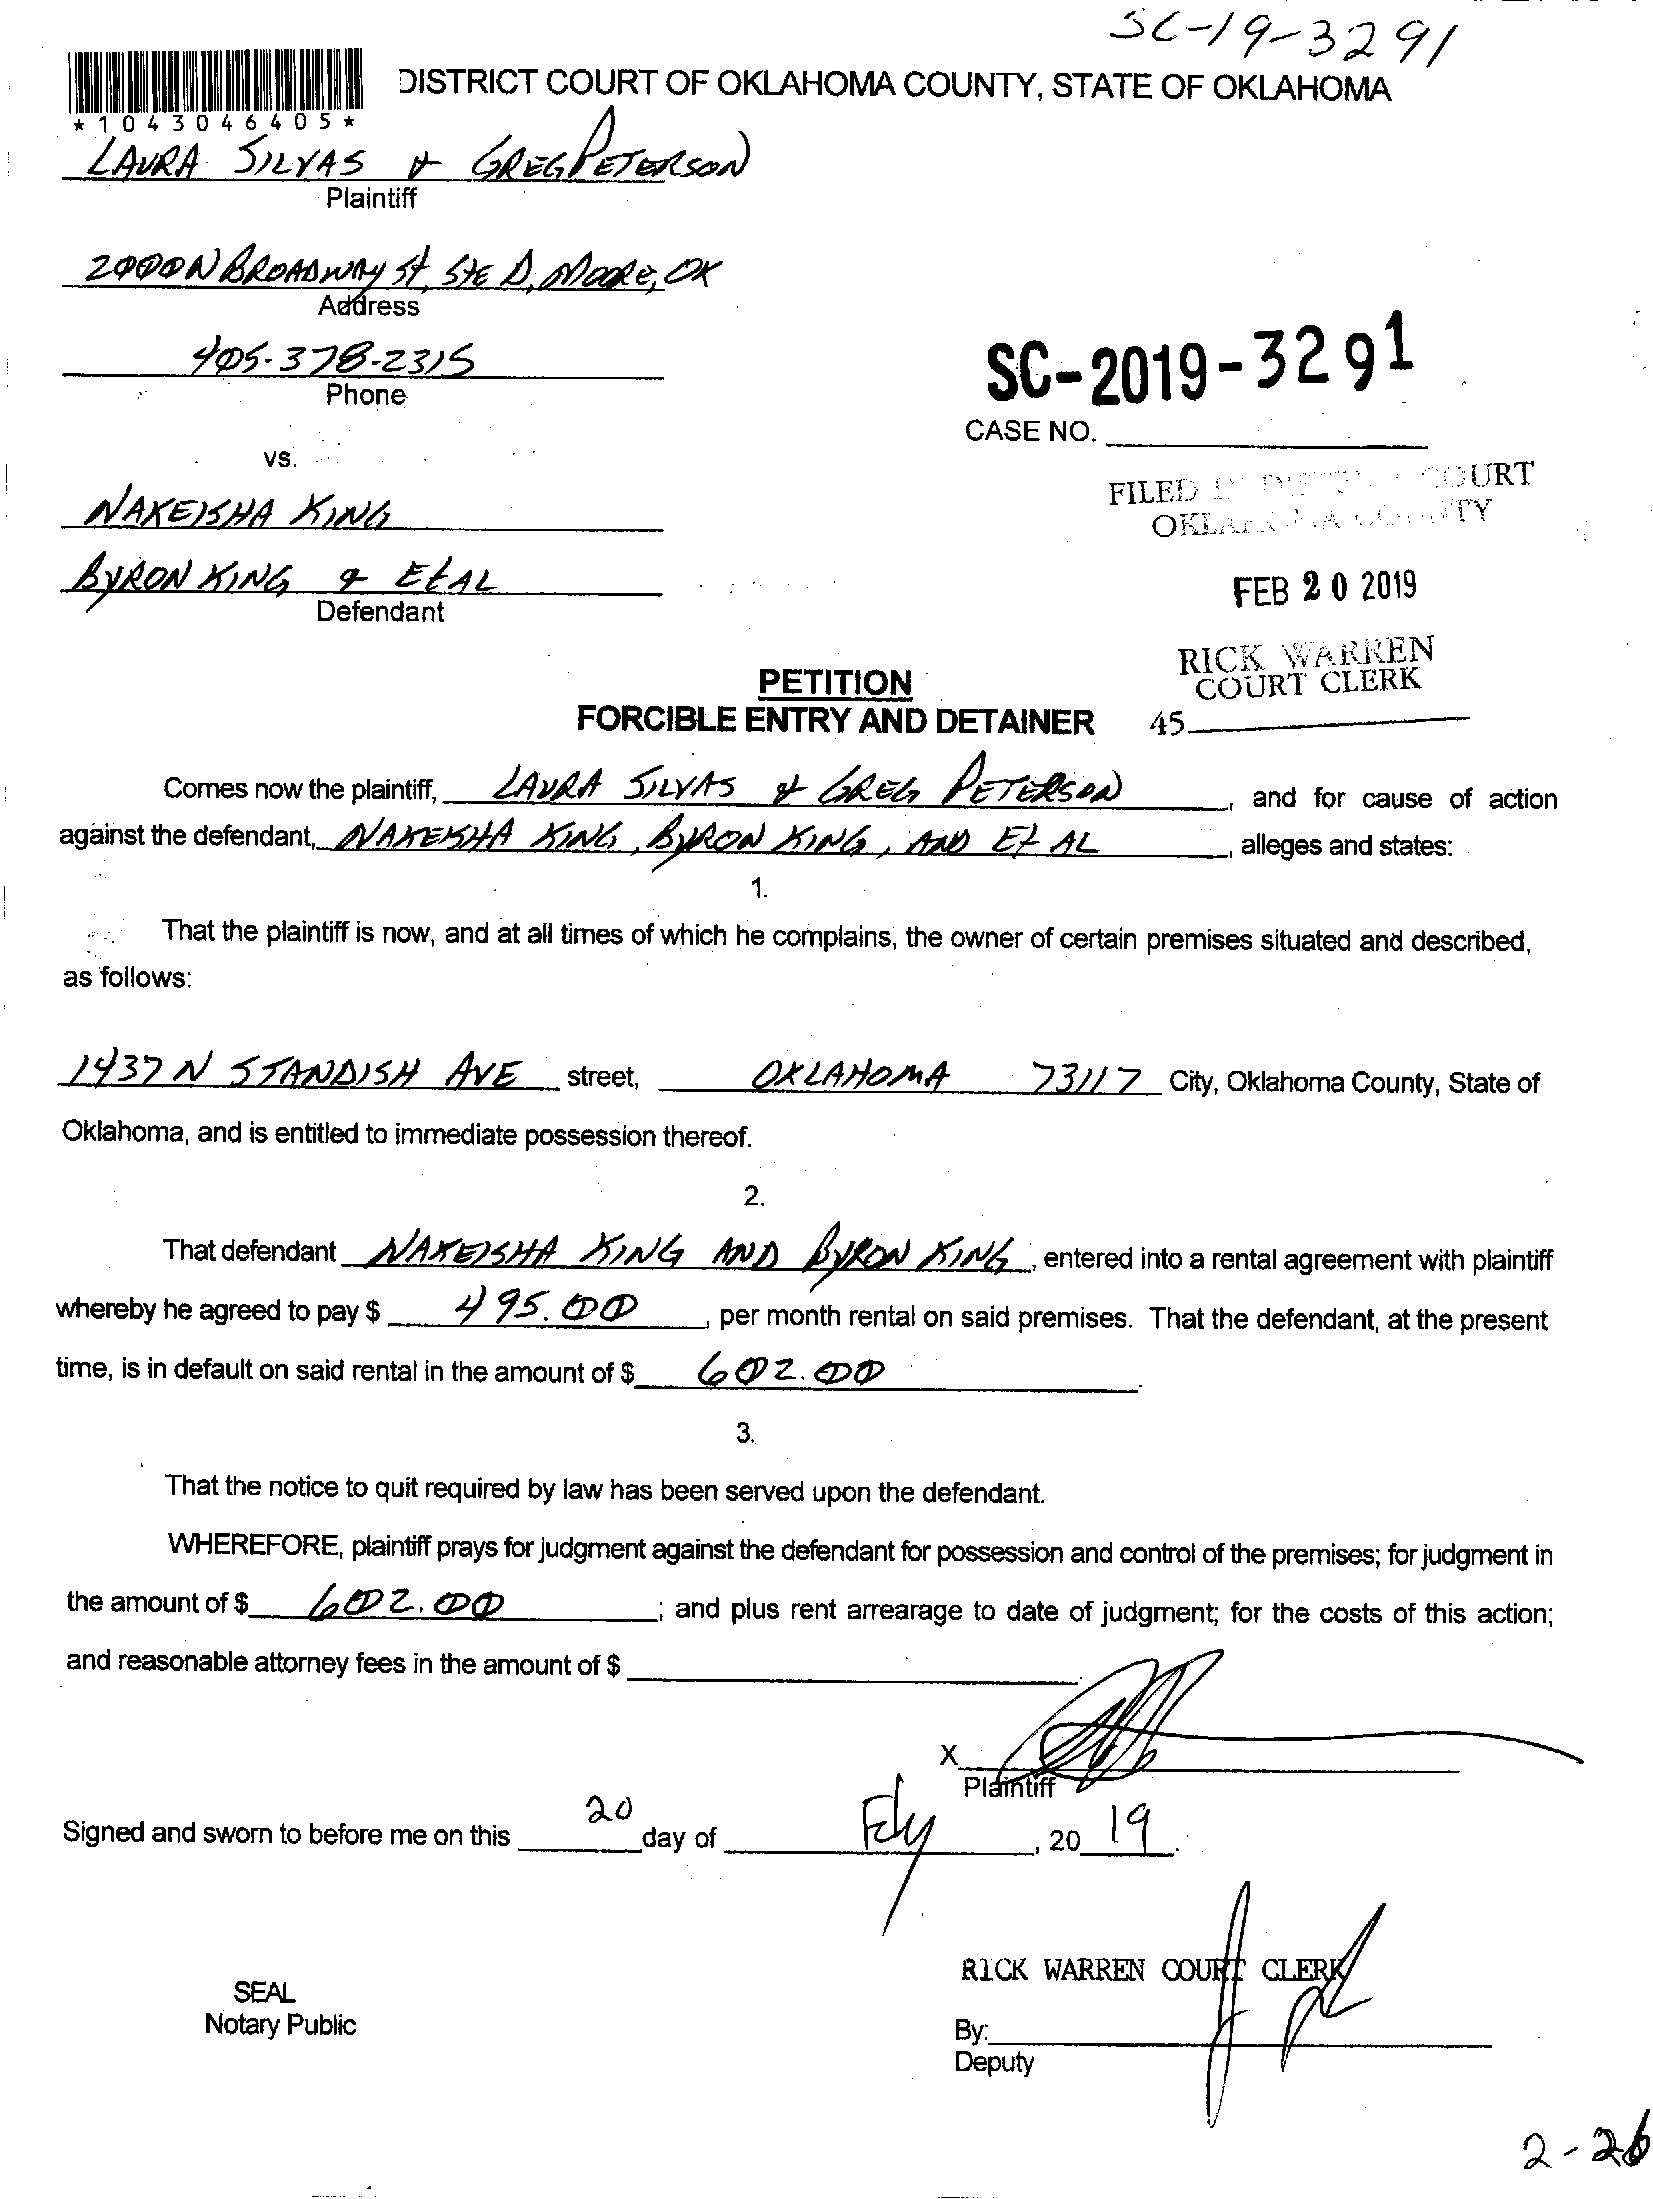 SC-19-3291
DISTRICT COURT OF OKLAHOMA COUNTY, STATE OF OKLAHOMA
*1043046405*
LAURA SILVAS & GREG PETERSON
Plaintiff
2000 N BROADWAY St, StE D, MOORE, OK
Address
405-378-2315
Phone
SC-2019-3291
CASE NO.
vs.
FILED IN DISTRICT COURT
OKLAHOMA COUNTY
NAKEISHA KING
BYRON KING & Et AL
Defendant
FEB 20 2019
RICK WARREN
COURT CLERK
45
PETITION
FORCIBLE ENTRY AND DETAINER
Comes now the plaintiff, LAURA SILVAS & GREG PETERSON, and for cause of action
against the defendant, NAKEISHA KING, BYRON KING, AND Et AL, alleges and states:
1.
That the plaintiff is now, and at all times of which he complains, the owner of certain premises situated and described,
as follows:
1437 N STANDISH AVE street, OKLAHOMA 73117 City, Oklahoma County, State of
Oklahoma, and is entitled to immediate possession thereof.
2.
That defendant NAKEISHA KING AND BYRON KING, entered into a rental agreement with plaintiff
whereby he agreed to pay $ 495.00, per month rental on said premises. That the defendant, at the present
time, is in default on said rental in the amount of $ 602.00.
3.
That the notice to quit required by law has been served upon the defendant.
WHEREFORE, plaintiff prays for judgment against the defendant for possession and control of the premises; for judgment in
the amount of $ 602.00; and plus rent arrearage to date of judgment; for the costs of this action;
and reasonable attorney fees in the amount of $
X
Plaintiff
Signed and sworn to before me on this 20 day of , 20 19.
RICK WARREN COURT CLERK
SEAL
Notary Public
By:
Deputy
2-26